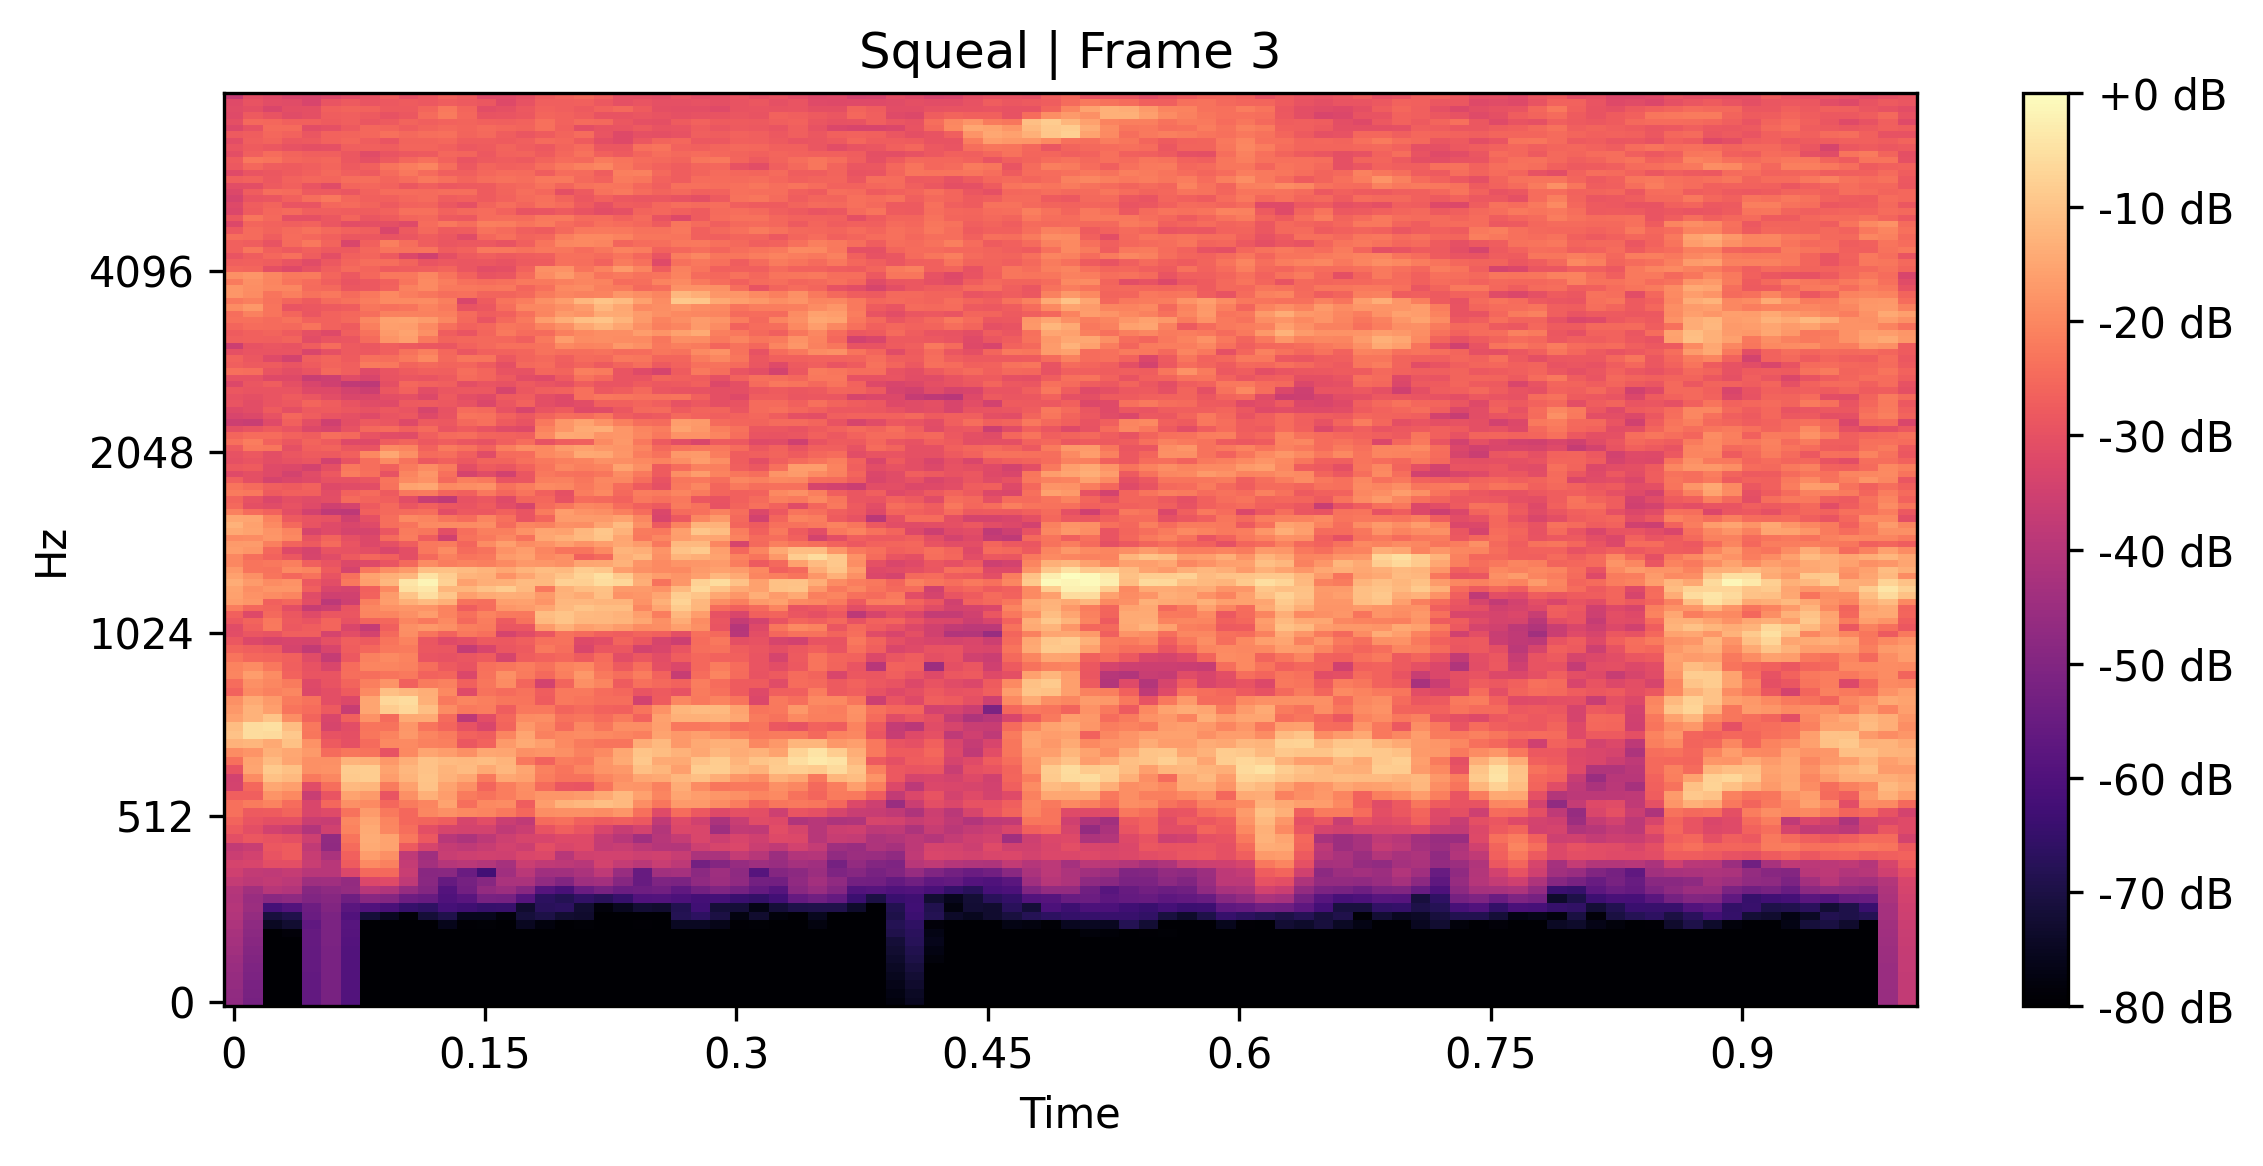 Squeal | Frame 3
+0 dB
-10 dB
-20 dB
-30 dB
-40 dB
-50 dB
-60 dB
-70 dB
-80 dB
Hz
4096
2048
1024
512
0
0 0.15 0.3 0.45 0.6 0.75 0.9
Time